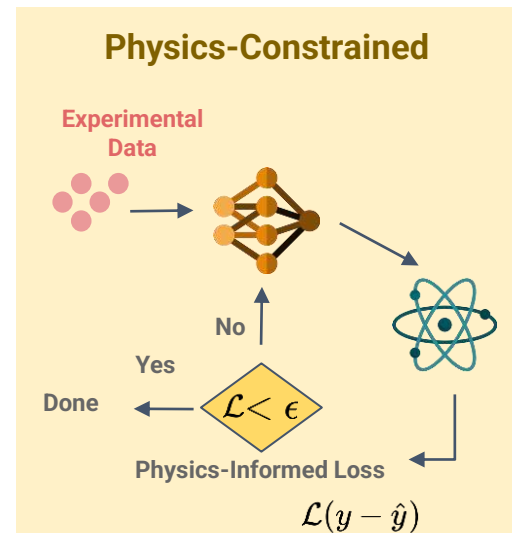 Physics-Constrained
Experimental
Data
No
Yes
Done
ℒ< ϵ
Physics-Informed Loss
ℒ(y − ŷ)